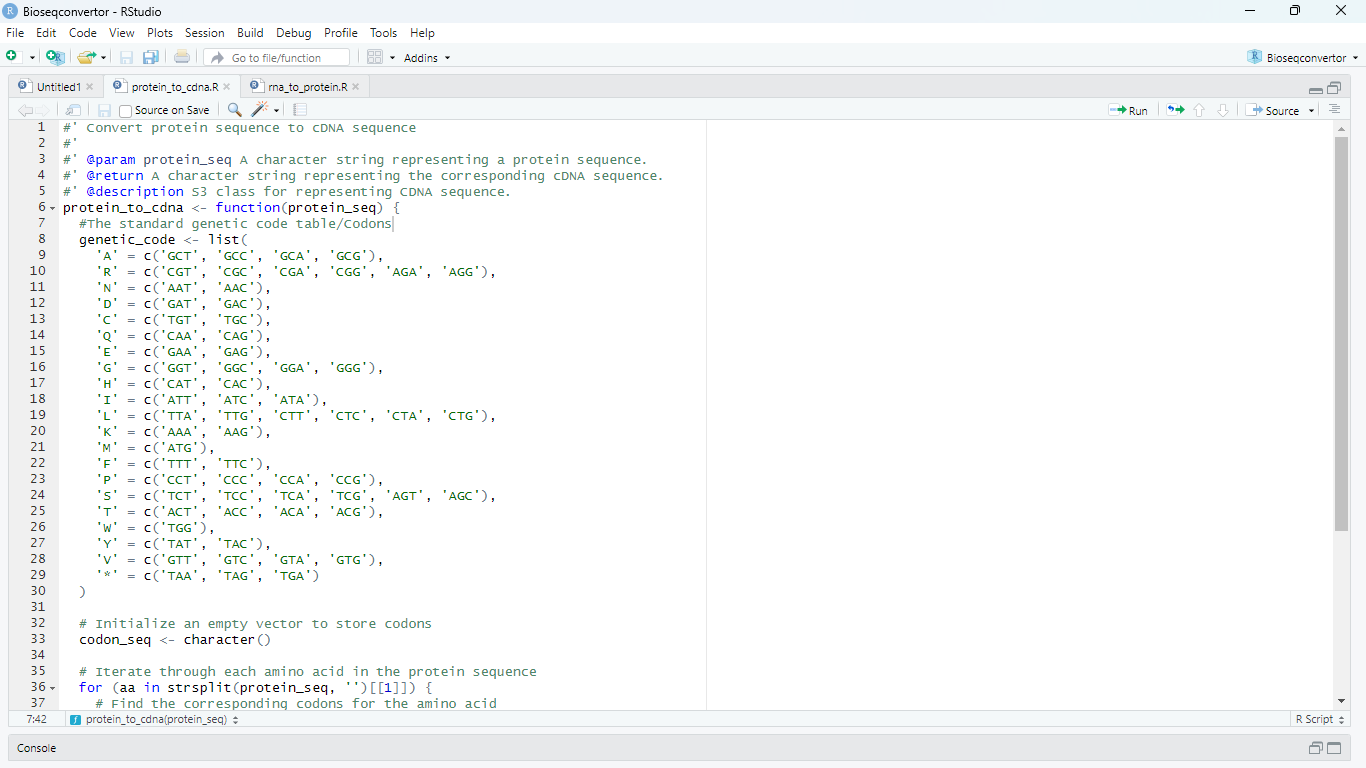 Bioseqconvertor - RStudio
File Edit Code View Plots Session Build Debug Profile Tools Help
Go to file/function Addins Bioseqconvertor
Untitled1 protein_to_cdna.R rna_to_protein.R
Source on Save Run Source
1 #' Convert protein sequence to cDNA sequence
2 #'
3 #' @param protein_seq A character string representing a protein sequence.
4 #' @return A character string representing the corresponding cDNA sequence.
5 #' @description S3 class for representing cDNA sequence.
6 protein_to_cdna <- function(protein_seq) {
7 #The standard genetic code table/Codons
8 genetic_code <- list(
9 'A' = c('GCT', 'GCC', 'GCA', 'GCG'),
10 'R' = c('CGT', 'CGC', 'CGA', 'CGG', 'AGA', 'AGG'),
11 'N' = c('AAT', 'AAC'),
12 'D' = c('GAT', 'GAC'),
13 'C' = c('TGT', 'TGC'),
14 'Q' = c('CAA', 'CAG'),
15 'E' = c('GAA', 'GAG'),
16 'G' = c('GGT', 'GGC', 'GGA', 'GGG'),
17 'H' = c('CAT', 'CAC'),
18 'I' = c('ATT', 'ATC', 'ATA'),
19 'L' = c('TTA', 'TTG', 'CTT', 'CTC', 'CTA', 'CTG'),
20 'K' = c('AAA', 'AAG'),
21 'M' = c('ATG'),
22 'F' = c('TTT', 'TTC'),
23 'P' = c('CCT', 'CCC', 'CCA', 'CCG'),
24 'S' = c('TCT', 'TCC', 'TCA', 'TCG', 'AGT', 'AGC'),
25 'T' = c('ACT', 'ACC', 'ACA', 'ACG'),
26 'W' = c('TGG'),
27 'Y' = c('TAT', 'TAC'),
28 'V' = c('GTT', 'GTC', 'GTA', 'GTG'),
29 '*' = c('TAA', 'TAG', 'TGA')
30 )
31
32 # Initialize an empty vector to store codons
33 codon_seq <- character()
34
35 # Iterate through each amino acid in the protein sequence
36 for (aa in strsplit(protein_seq, '')[[1]]) {
37 # Find the corresponding codons for the amino acid
7:42 protein_to_cdna(protein_seq) R Script
Console